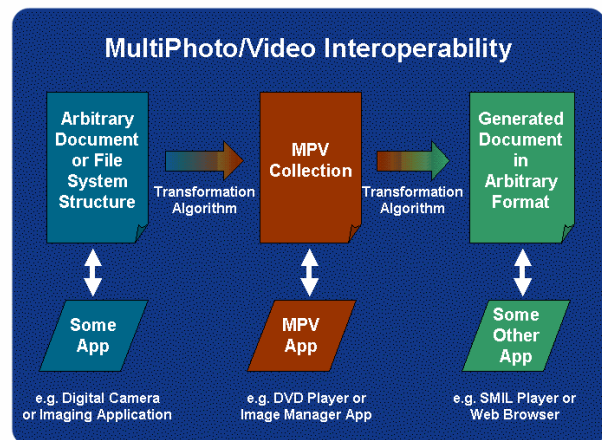 MultiPhoto/Video Interoperability
Arbitrary
Document
or File
System
Structure
Transformation
Algorithm
MPV
Collection
Transformation
Algorithm
Generated
Document
in
Arbitrary
Format
Some
App
MPV
App
Some
Other
App
e.g. Digital Camera
or Imaging Application
e.g. DVD Player or
Image Manager App
e.g. SMIL Player or
Web Browser